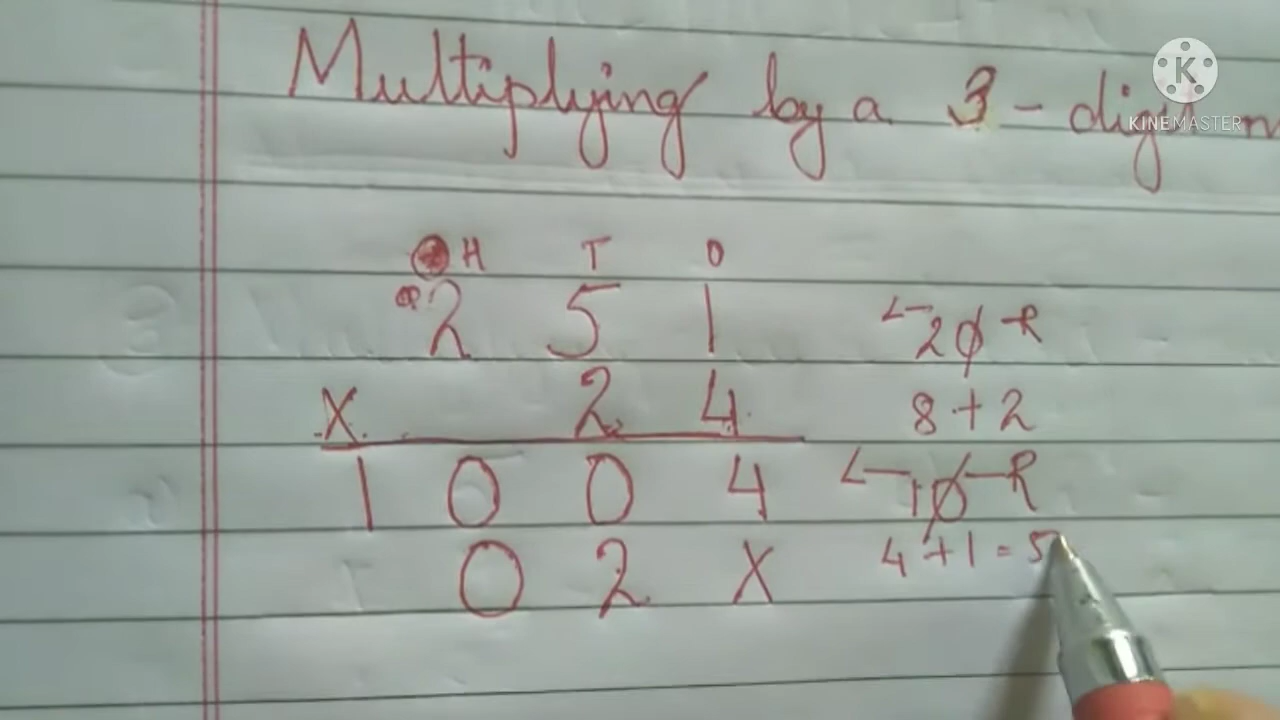 Multiplying by a 3-digit n
K
KINEMASTER
H T O
2 5 1
X 2 4
1 0 0 4
0 2 X
L 20 R
8+2
L 10 R
4+1=5